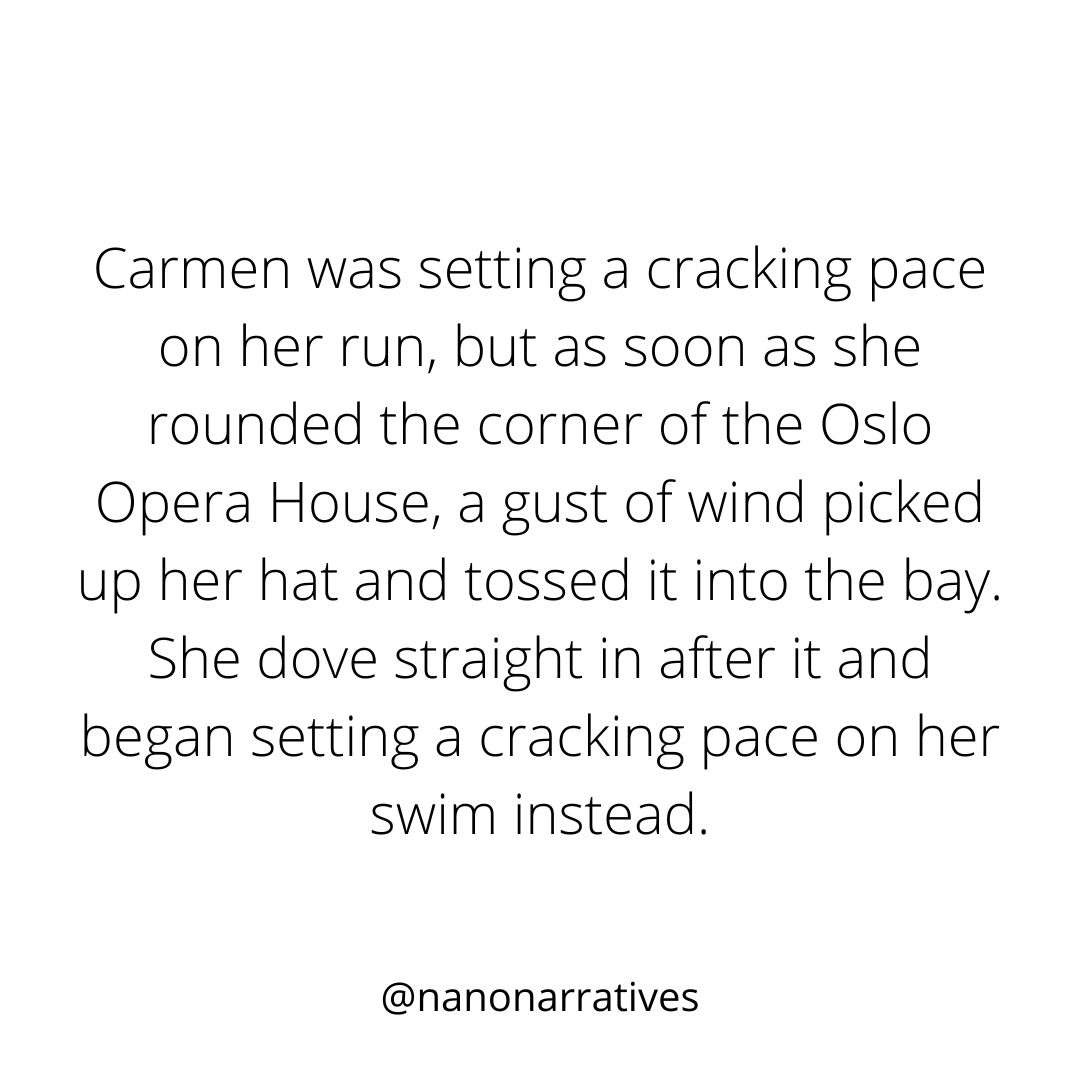 Carmen was setting a cracking pace
on her run, but as soon as she
rounded the corner of the Oslo
Opera House, a gust of wind picked
up her hat and tossed it into the bay.
She dove straight in after it and
began setting a cracking pace on her
swim instead.
@nanonarratives